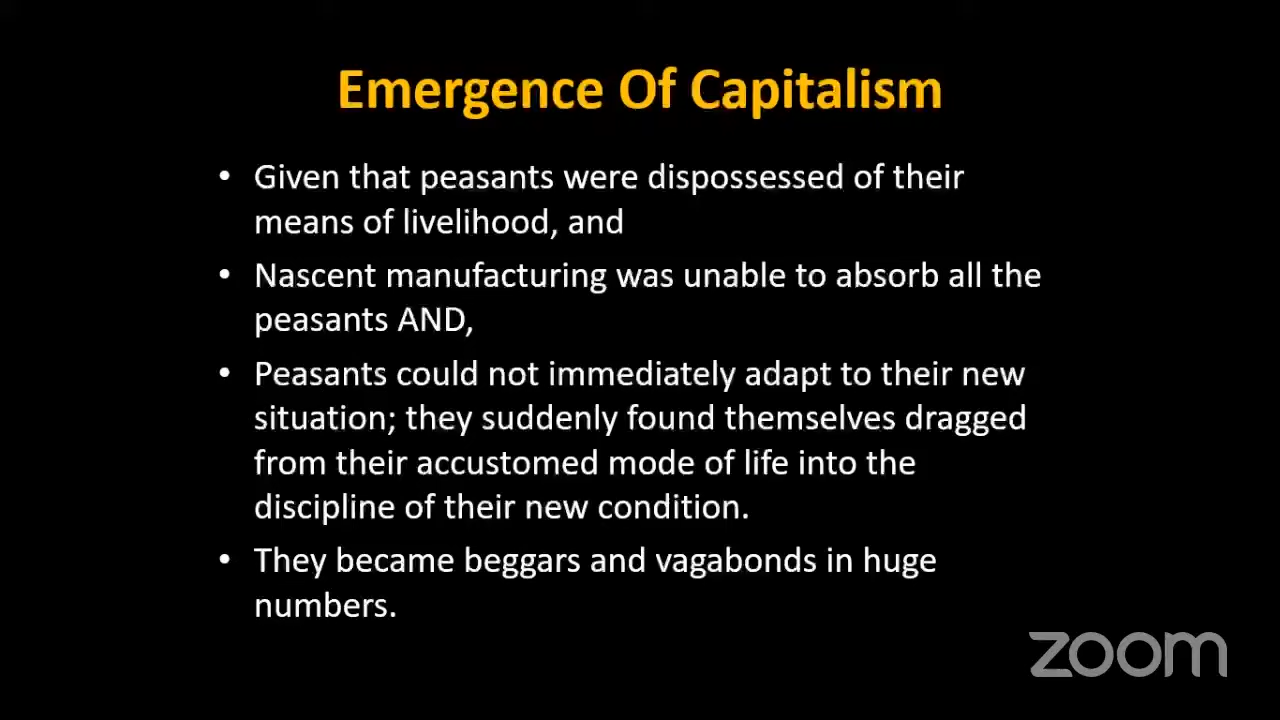 Emergence Of Capitalism
• Given that peasants were dispossessed of their
means of livelihood, and
• Nascent manufacturing was unable to absorb all the
peasants AND,
• Peasants could not immediately adapt to their new
situation; they suddenly found themselves dragged
from their accustomed mode of life into the
discipline of their new condition.
• They became beggars and vagabonds in huge
numbers.
zoom